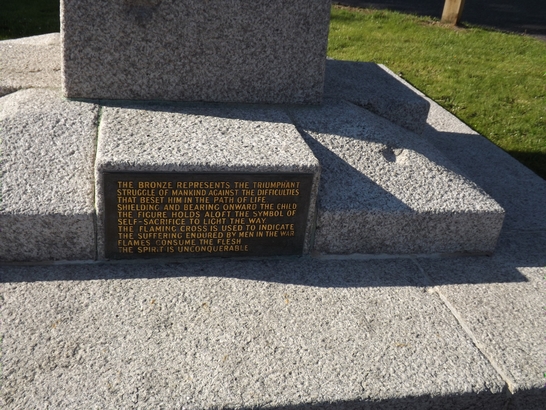 THE BRONZE REPRESENTS THE TRIUMPHANT
STRUGGLE OF MANKIND AGAINST THE DIFFICULTIES
THAT BESET HIM IN THE PATH OF LIFE
SHIELDING AND BEARING ONWARD THE CHILD
THE FIGURE HOLDS ALOFT THE SYMBOL OF
SELF-SACRIFICE TO LIGHT THE WAY
THE FLAMING CROSS IS USED TO INDICATE
THE SUFFERING ENDURED BY MEN IN THE WAR
FLAMES CONSUME THE FLESH
THE SPIRIT IS UNCONQUERABLE